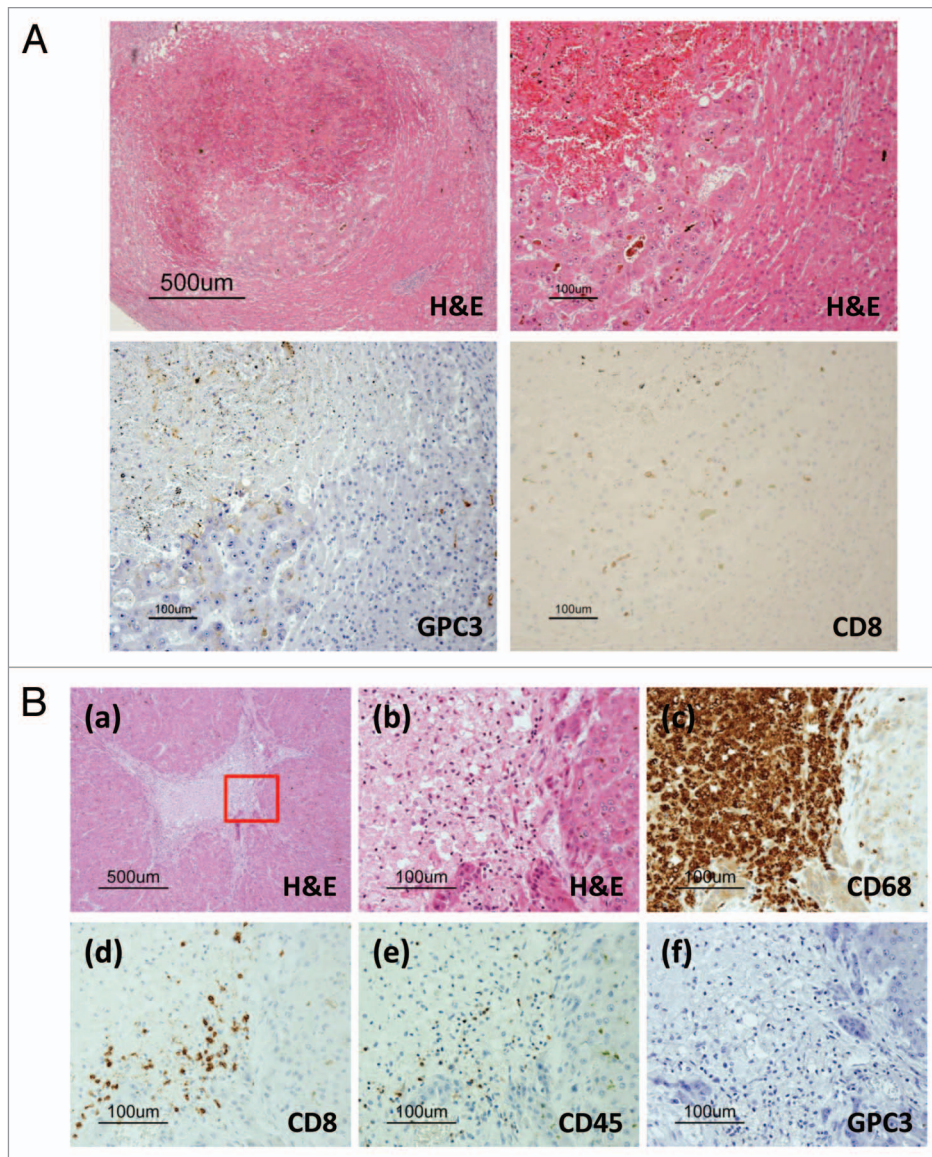 A
500um
H&E
100um
H&E
100um
GPC3
100um
CD8
B
(a)
500um
H&E
(b)
100um
H&E
(c)
100um
CD68
(d)
100um
CD8
(e)
100um
CD45
(f)
100um
GPC3